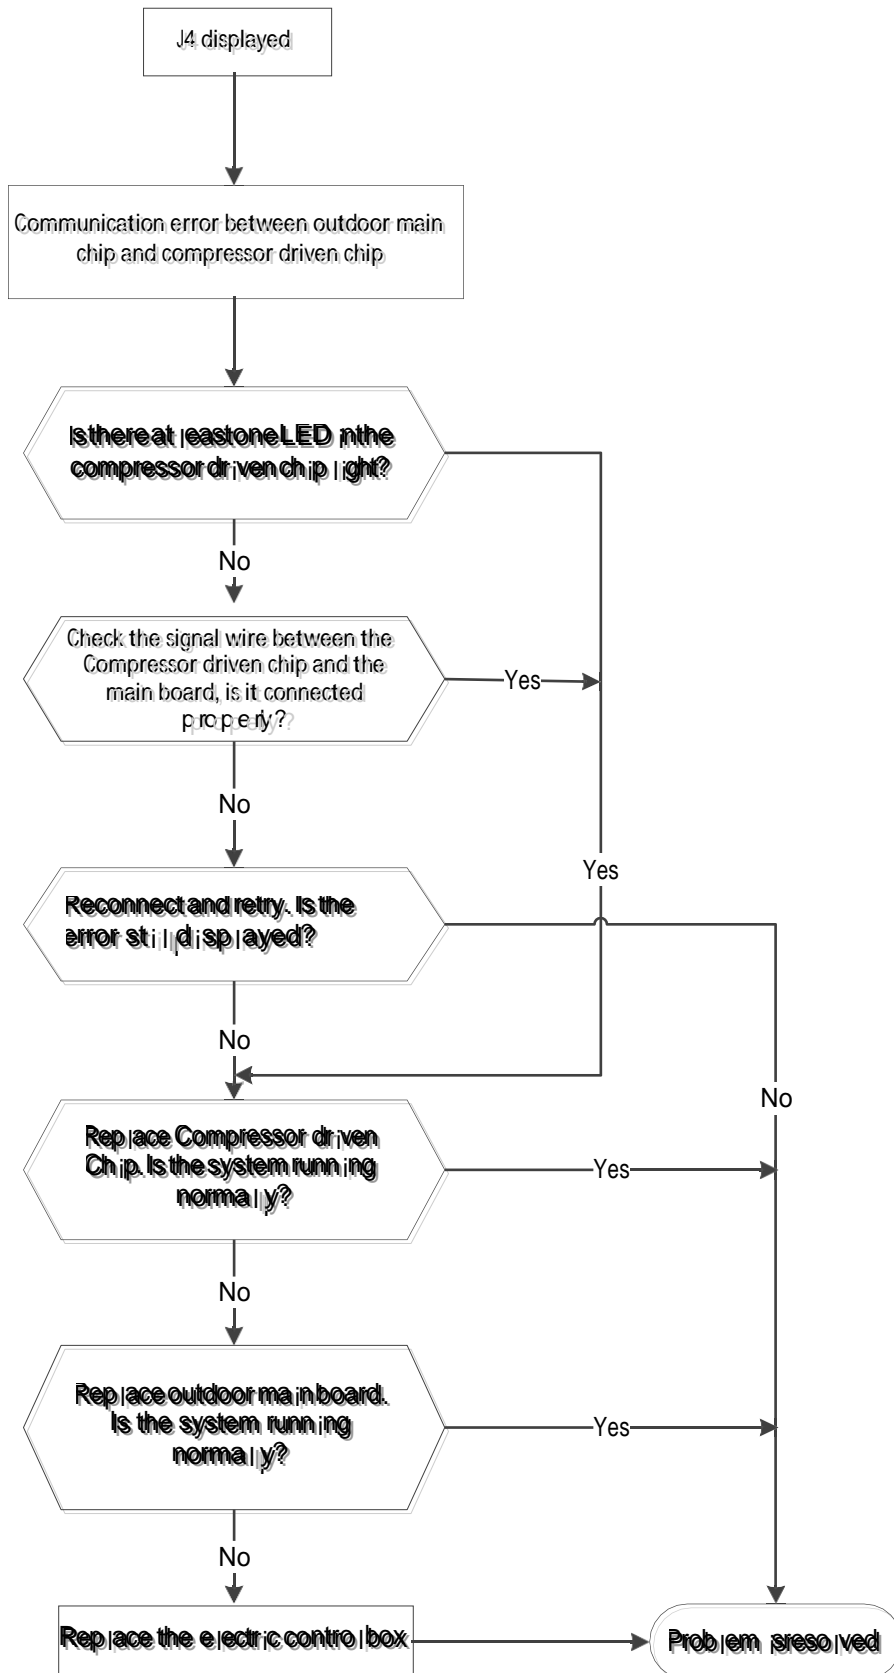 J4 displayed
Communication error between outdoor main
chip and compressor driven chip
Is there at least one LED in the
compressor driven chip light?
No
Check the signal wire between the
Compressor driven chip and the
main board, is it connected
properly?
Yes
No
Yes
Reconnect and retry. Is the
error still displayed?
No
No
Replace Compressor driven
Chip. Is the system running
normally?
Yes
No
Replace outdoor main board.
Is the system running
normally?
Yes
No
Replace the electric control box
Problem is resolved